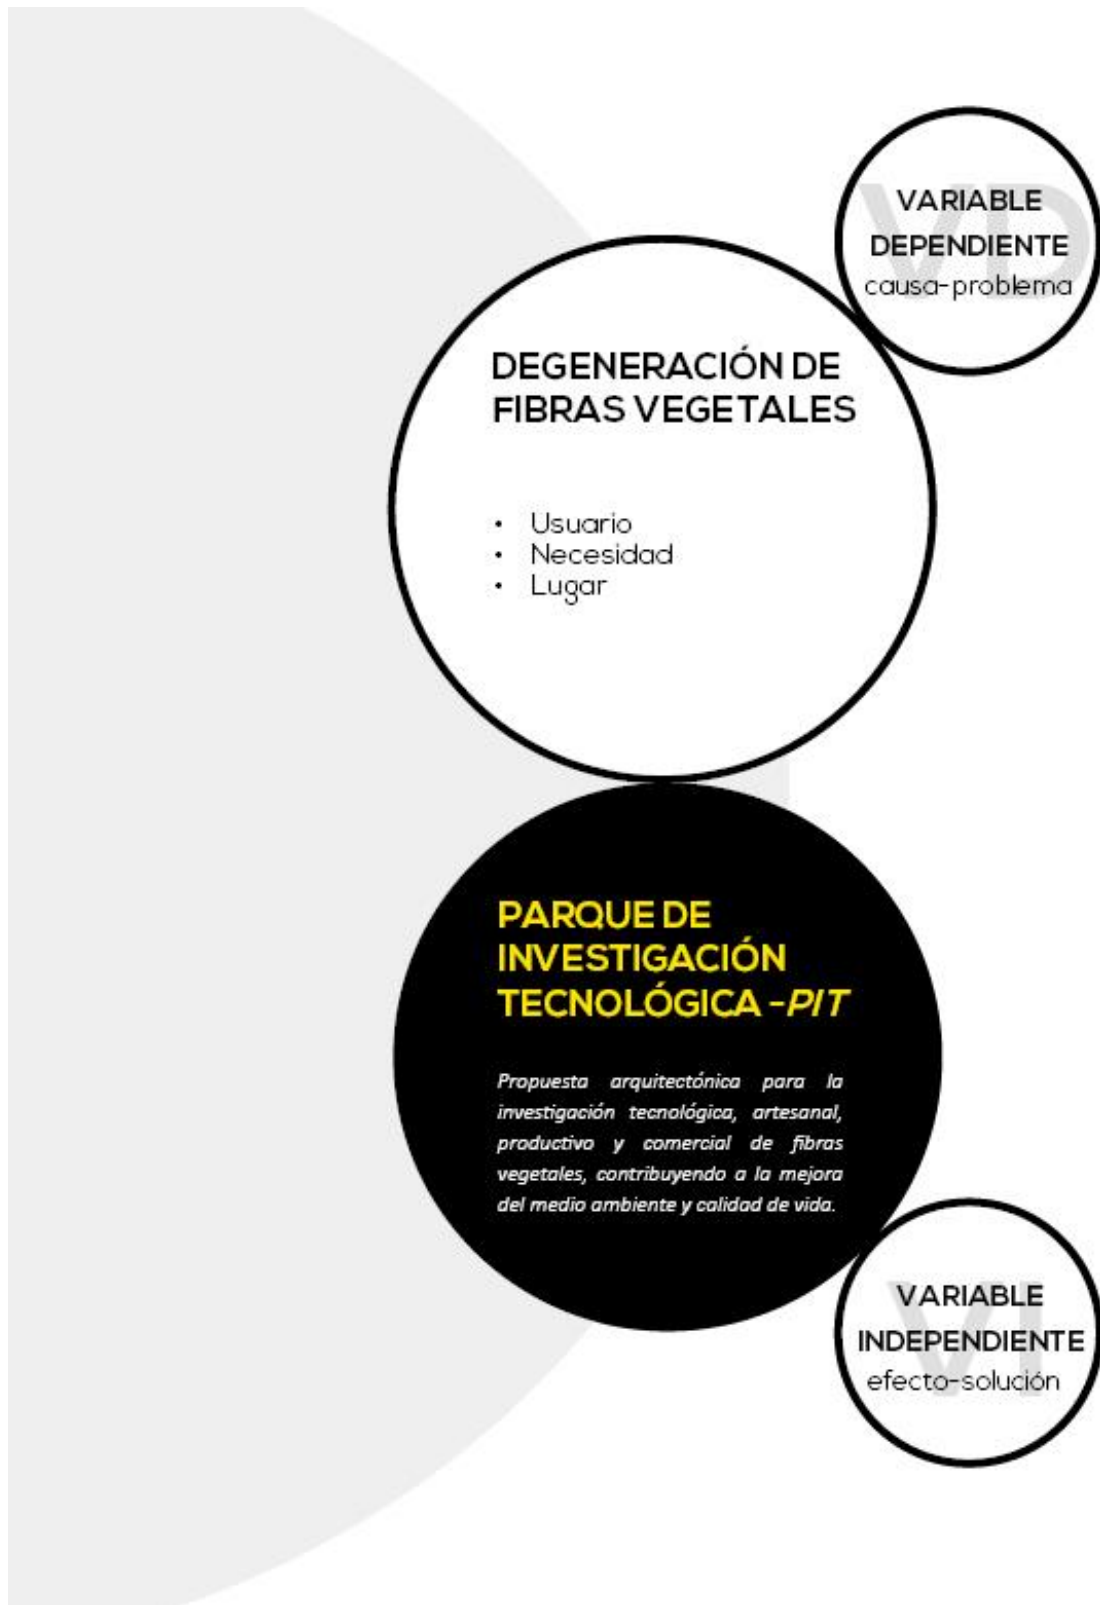 VD
VARIABLE
DEPENDIENTE
causa-problema
DEGENERACIÓN DE
FIBRAS VEGETALES
• Usuario
• Necesidad
• Lugar
PARQUE DE
INVESTIGACIÓN
TECNOLÓGICA -PIT
Propuesta arquitectónica para la
investigación tecnológica, artesanal,
productivo y comercial de fibras
vegetales, contribuyendo a la mejora
del medio ambiente y calidad de vida.
VI
VARIABLE
INDEPENDIENTE
efecto-solución